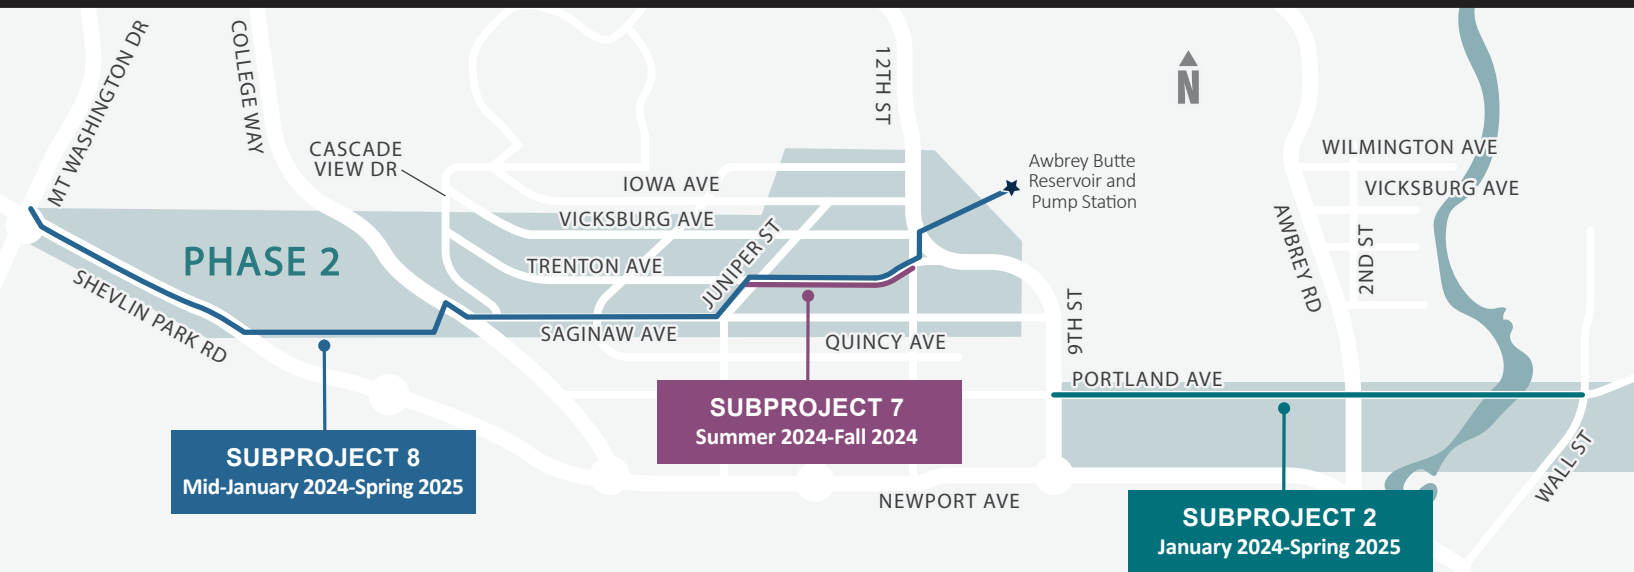 MT WASHINGTON DR
COLLEGE WAY
12TH ST
N
CASCADE
VIEW DR
IOWA AVE
Awbrey Butte
Reservoir and
Pump Station
WILMINGTON AVE
VICKSBURG AVE
VICKSBURG AVE
PHASE 2
TRENTON AVE
JUNIPER ST
AWBREY RD
2ND ST
SHEVLIN PARK RD
SAGINAW AVE
QUINCY AVE
9TH ST
PORTLAND AVE
SUBPROJECT 7
Summer 2024-Fall 2024
SUBPROJECT 8
Mid-January 2024-Spring 2025
NEWPORT AVE
WALL ST
SUBPROJECT 2
January 2024-Spring 2025